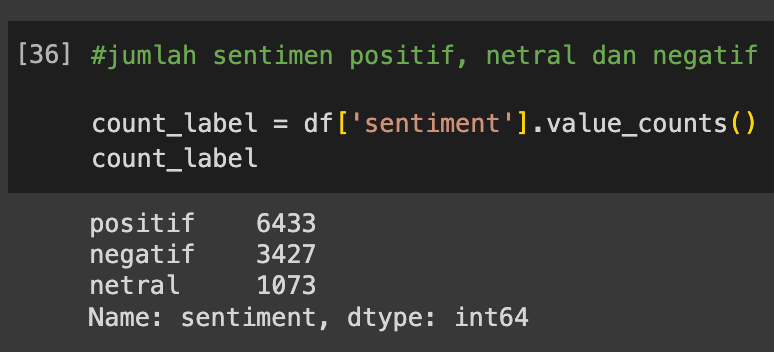 [36] #jumlah sentimen positif, netral dan negatif
count_label = df['sentiment'].value_counts()
count_label
positif    6433
negatif    3427
netral     1073
Name: sentiment, dtype: int64